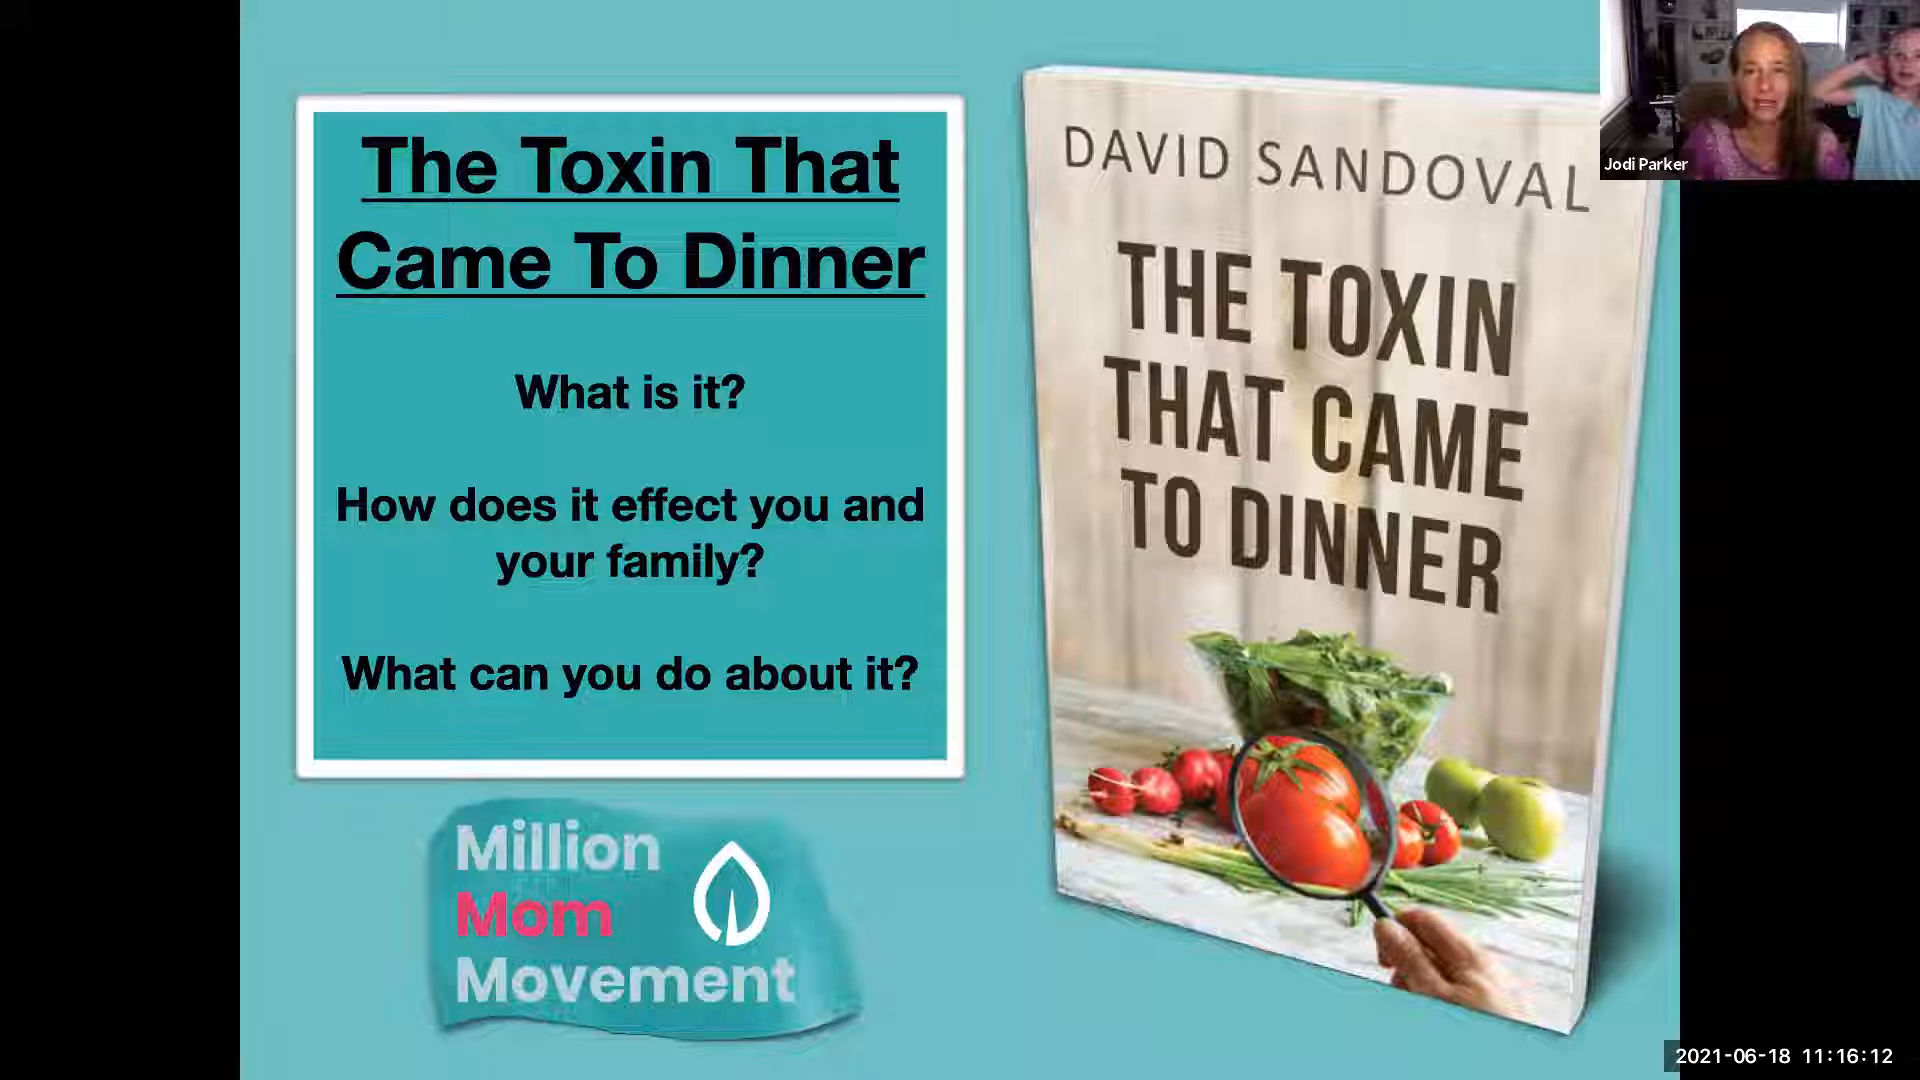 The Toxin That
Came To Dinner
What is it?
How does it effect you and
your family?
What can you do about it?
Million
Mom
Movement
DAVID SANDOVAL
THE TOXIN
THAT CAME
TO DINNER
Jodi Parker
2021-06-18 11:16:12